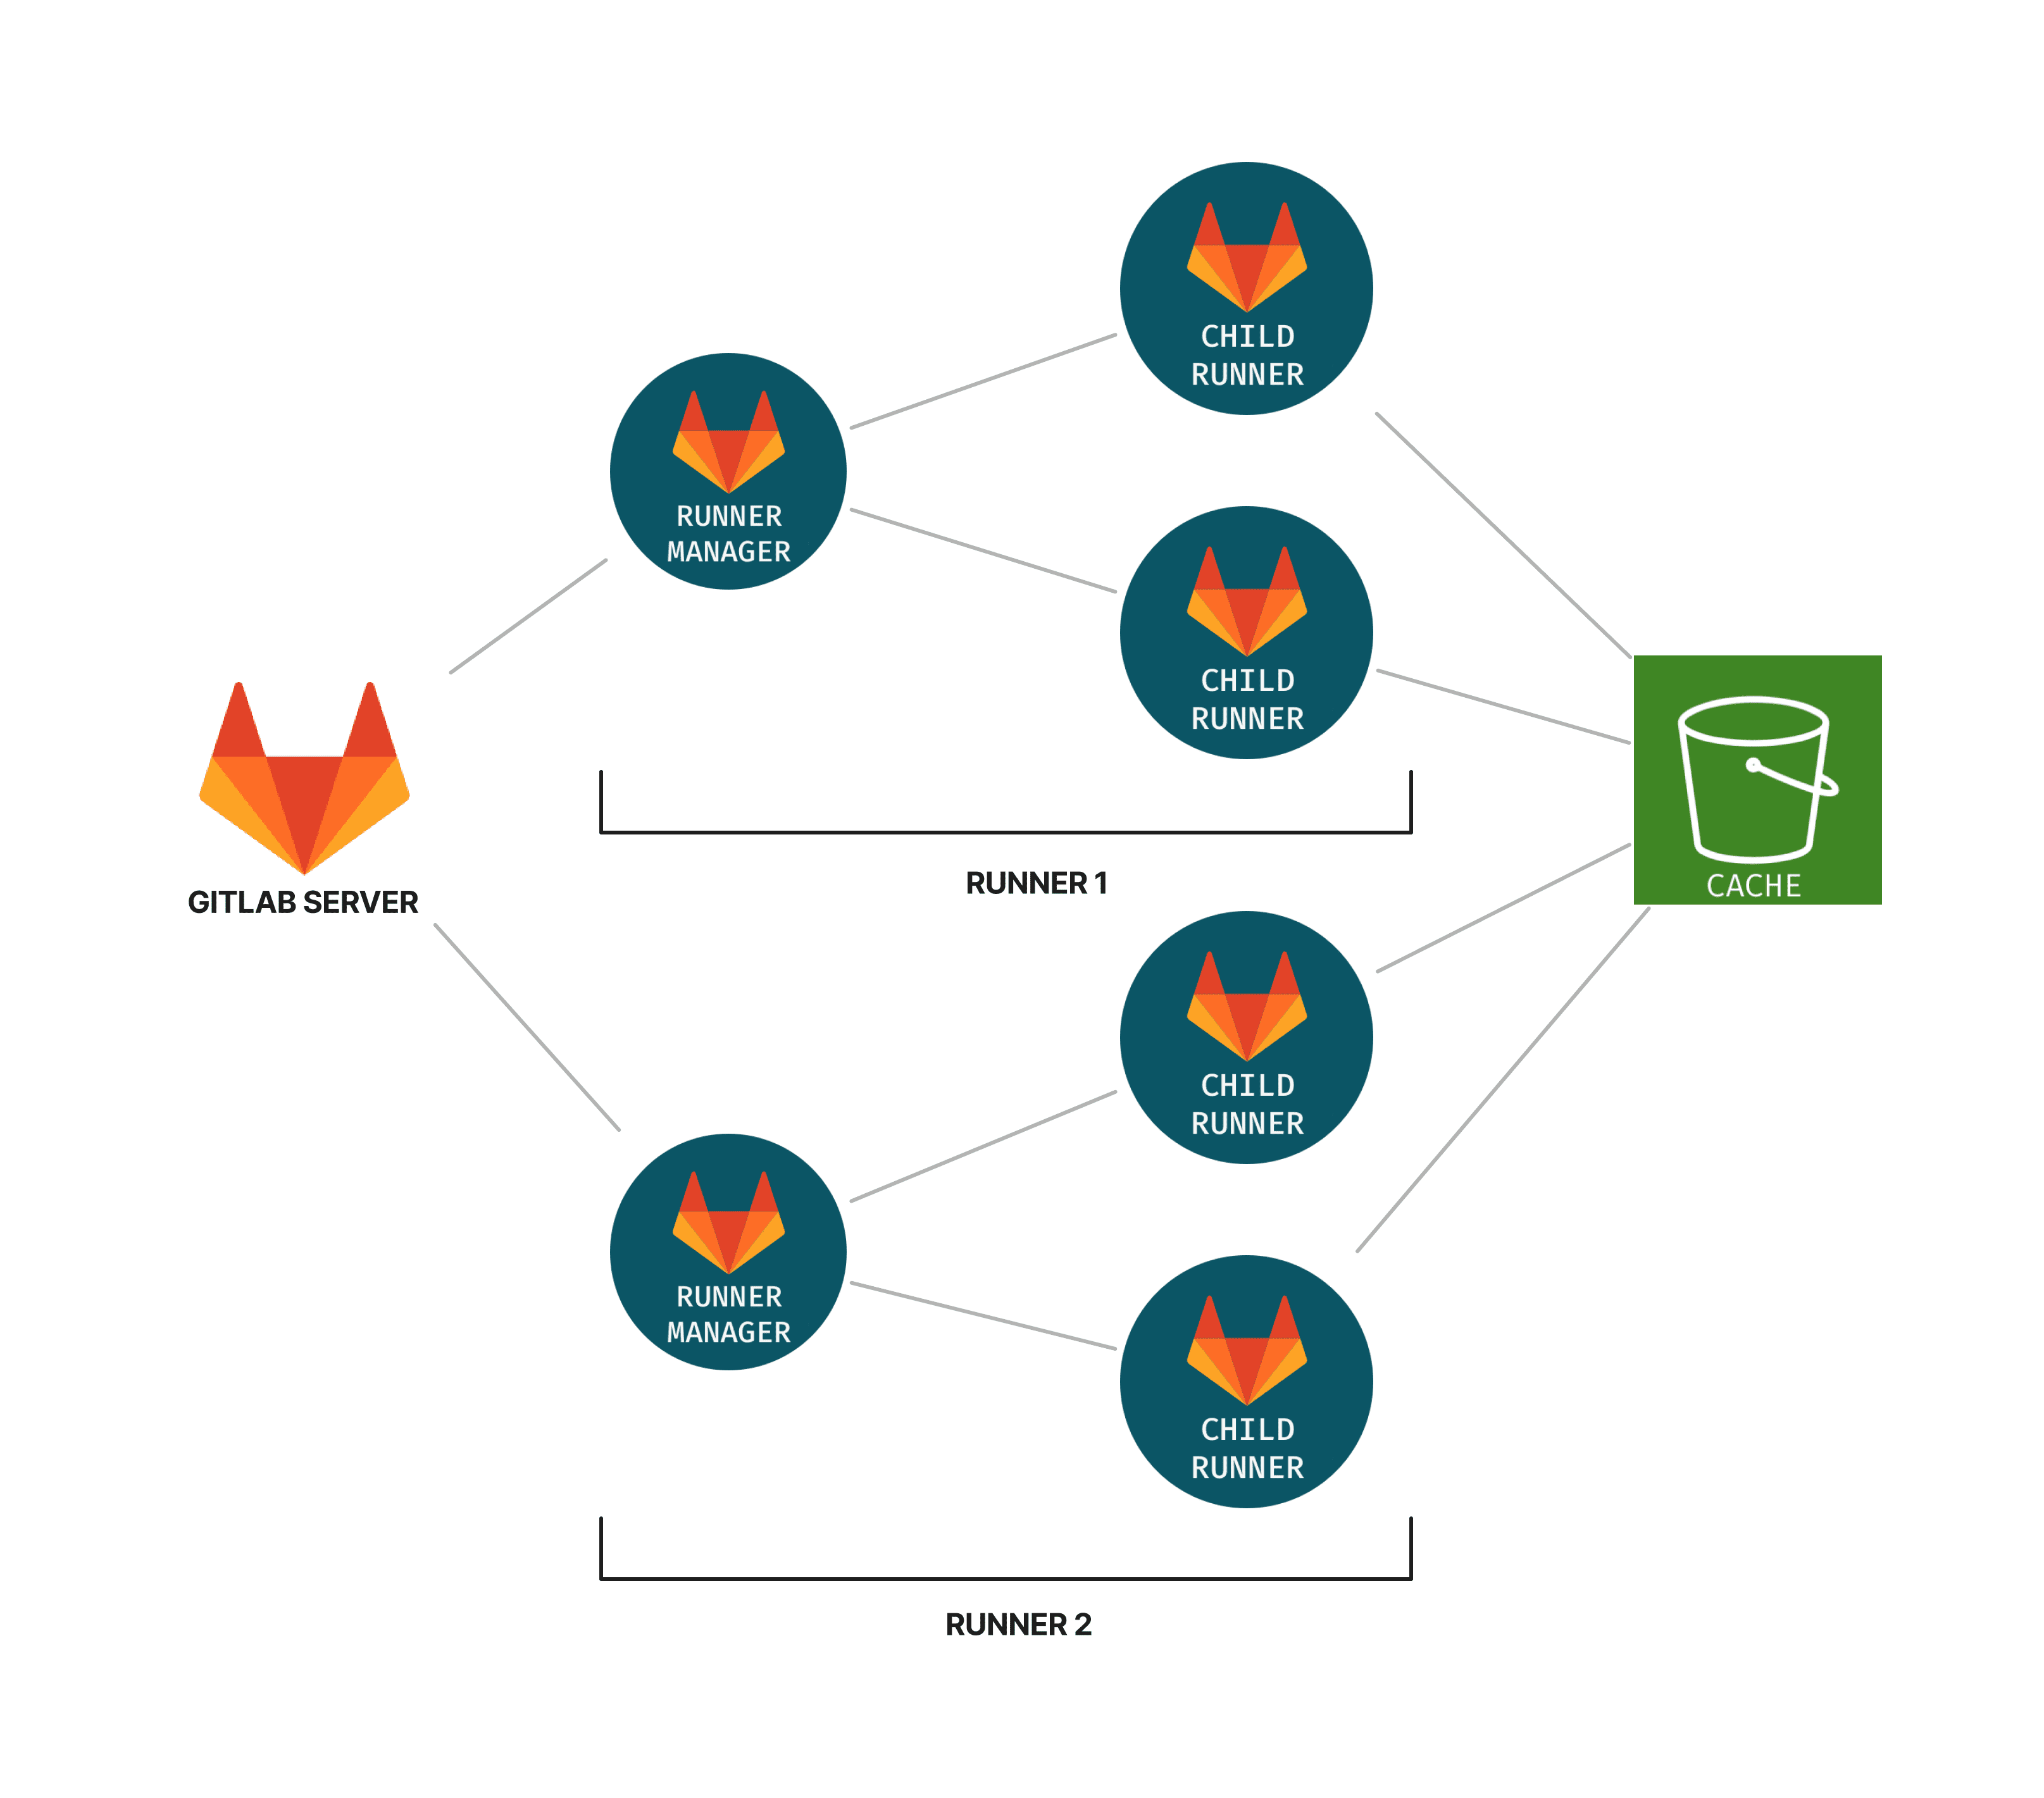 CHILD
RUNNER
RUNNER
MANAGER
CHILD
RUNNER
GITLAB SERVER
RUNNER 1
CACHE
CHILD
RUNNER
RUNNER
MANAGER
CHILD
RUNNER
RUNNER 2